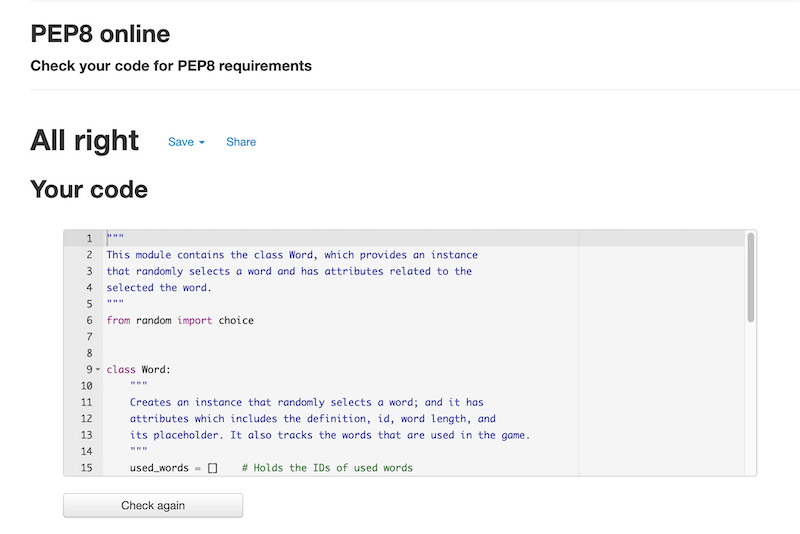 PEP8 online
Check your code for PEP8 requirements
All right Save Share
Your code
1 """
2 This module contains the class Word, which provides an instance
3 that randomly selects a word and has attributes related to the
4 selected the word.
5 """
6 from random import choice
7
8
9 class Word:
10     """
11     Creates an instance that randomly selects a word; and it has
12     attributes which includes the definition, id, word length, and
13     its placeholder. It also tracks the words that are used in the game.
14     """
15     used_words = []    # Holds the IDs of used words
Check again